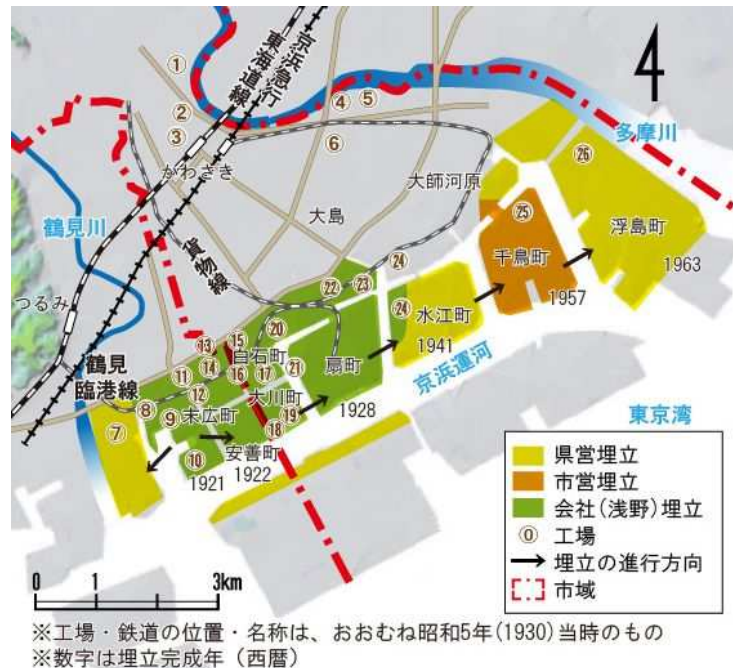 京浜急行
東海道線
①
②
③
④
⑤
⑥
多摩川
かわさき
大師河原
大島
鶴見川
貨物線
つるみ
㉖
㉕
浮島町
千鳥町
1963
1957
㉔
㉒
㉓
㉔
水江町
1941
京浜運河
鶴見
臨港線
⑬
⑮
⑳
白石町
⑪
⑭
⑯
⑰
㉑
扇町
⑫
大川町
⑧
⑨
末広町
⑦
⑲
⑱
1928
⑩
安善町
1921
1922
東京湾
県営埋立
市営埋立
会社(浅野)埋立
⓪ 工場
埋立の進行方向
市域
0 1 3km
※工場・鉄道の位置・名称は、おおむね昭和5年(1930)当時のもの
※数字は埋立完成年(西暦)